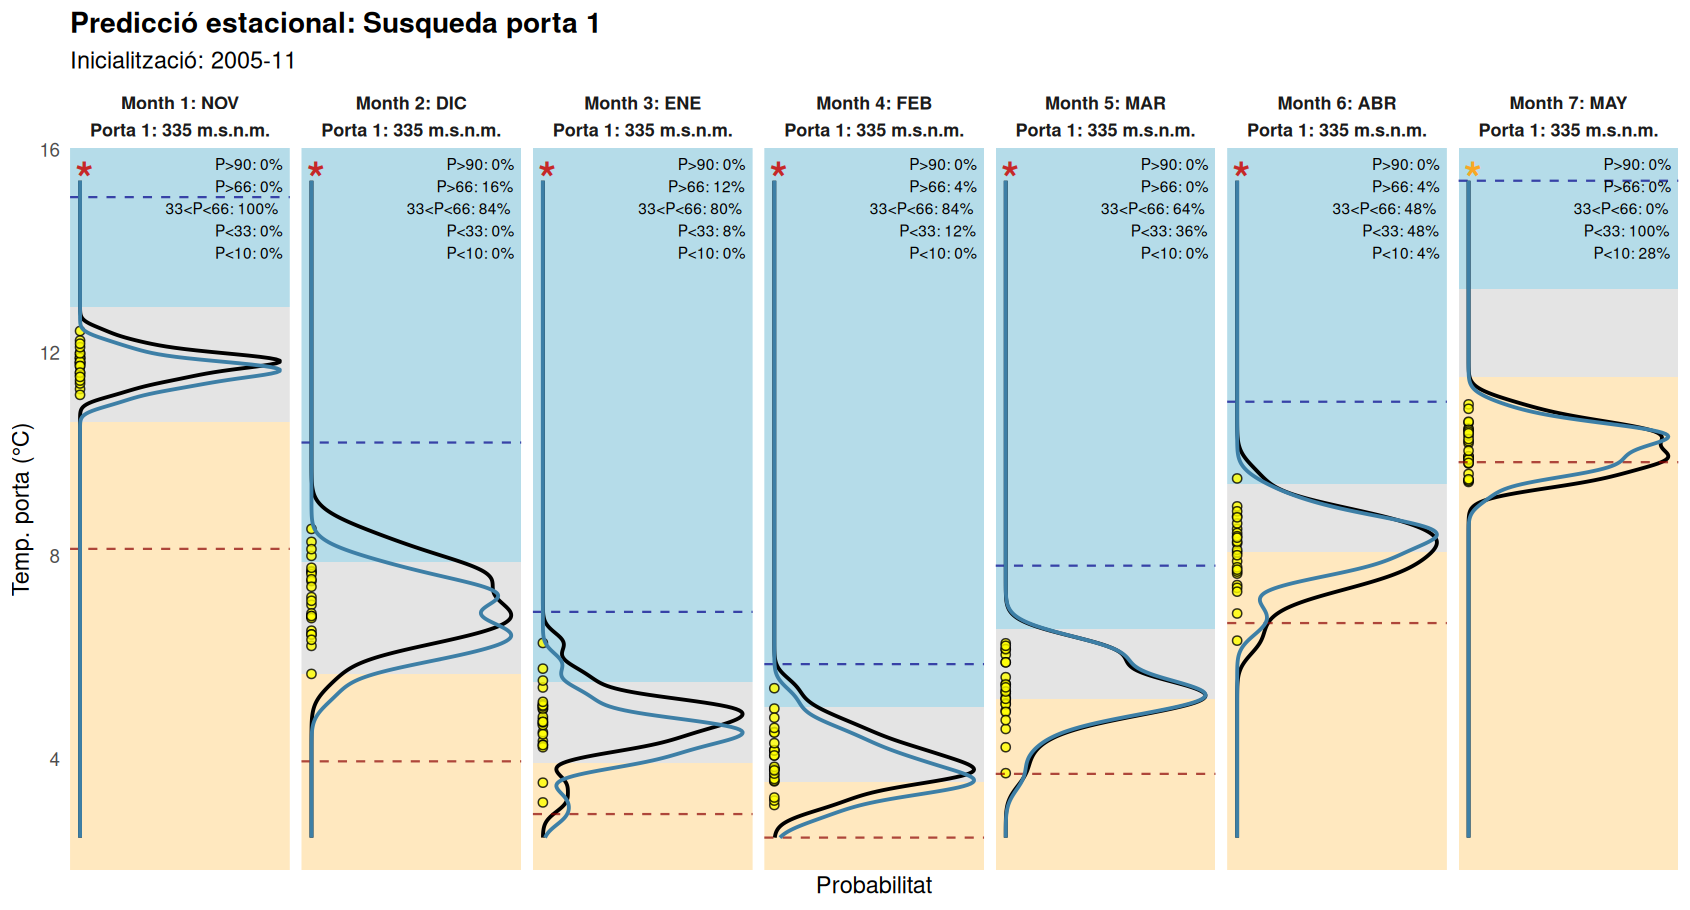 Predicció estacional: Susqueda porta 1
Inicialització: 2005-11
Month 1: NOV
Porta 1: 335 m.s.n.m.
Month 2: DIC
Porta 1: 335 m.s.n.m.
Month 3: ENE
Porta 1: 335 m.s.n.m.
Month 4: FEB
Porta 1: 335 m.s.n.m.
Month 5: MAR
Porta 1: 335 m.s.n.m.
Month 6: ABR
Porta 1: 335 m.s.n.m.
Month 7: MAY
Porta 1: 335 m.s.n.m.
Temp. porta (°C)
16
12
8
4
*
P>90: 0%
P>66: 0%
33<P<66: 100%
P<33: 0%
P<10: 0%
*
P>90: 0%
P>66: 16%
33<P<66: 84%
P<33: 0%
P<10: 0%
*
P>90: 0%
P>66: 12%
33<P<66: 80%
P<33: 8%
P<10: 0%
*
P>90: 0%
P>66: 4%
33<P<66: 84%
P<33: 12%
P<10: 0%
*
P>90: 0%
P>66: 0%
33<P<66: 64%
P<33: 36%
P<10: 0%
*
P>90: 0%
P>66: 4%
33<P<66: 48%
P<33: 48%
P<10: 4%
*
P>90: 0%
P>66: 0%
33<P<66: 0%
P<33: 100%
P<10: 28%
Probabilitat